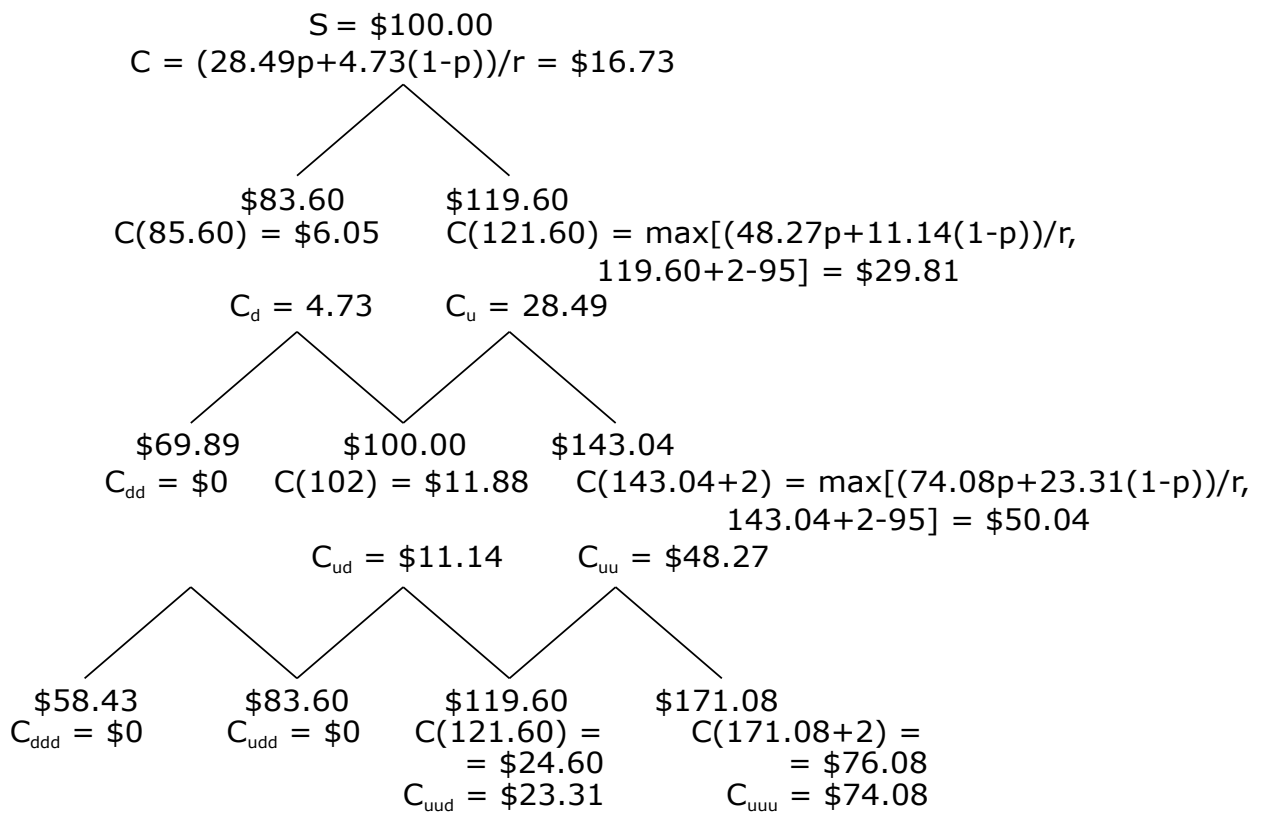 S = $100.00
C = (28.49p+4.73(1-p))/r = $16.73
$83.60 $119.60
C(85.60) = $6.05 C(121.60) = max[(48.27p+11.14(1-p))/r,
119.60+2-95] = $29.81
C_d = 4.73 C_u = 28.49
$69.89 $100.00 $143.04
C_dd = $0 C(102) = $11.88 C(143.04+2) = max[(74.08p+23.31(1-p))/r,
143.04+2-95] = $50.04
C_ud = $11.14 C_uu = $48.27
$58.43 $83.60 $119.60 $171.08
C_ddd = $0 C_udd = $0 C(121.60) = C(171.08+2) =
= $24.60 = $76.08
C_uud = $23.31 C_uuu = $74.08